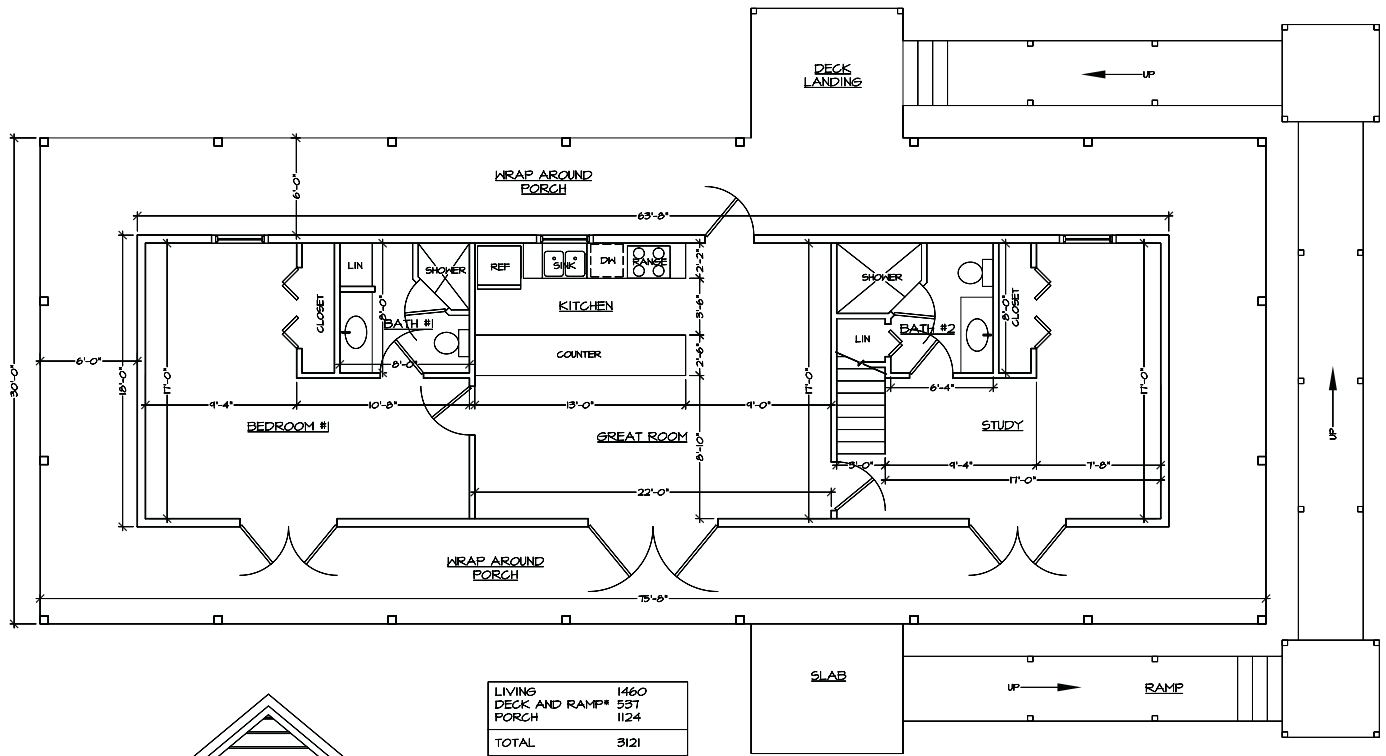 DECK
LANDING
UP
WRAP AROUND
PORCH
6'-0"
63'-8"
LIN
SHOWER
REF
SINK
DW
RANGE
2'-2"
SHOWER
CLOSET
KITCHEN
3'-6"
8'-0"
BATH #1
BATH #2
8'-0"
CLOSET
LIN
COUNTER
2'-6"
6'-0"
8'-0"
6'-4"
30'-0"
18'-0"
17'-0"
9'-4"
10'-8"
13'-0"
9'-0"
17'-0"
17'-0"
UP
BEDROOM #1
GREAT ROOM
8'-10"
STUDY
3'-0"
9'-4"
7'-8"
22'-0"
17'-0"
WRAP AROUND
PORCH
75'-8"
SLAB
UP
RAMP
LIVING 1460
DECK AND RAMP* 537
PORCH 1124
TOTAL 3121